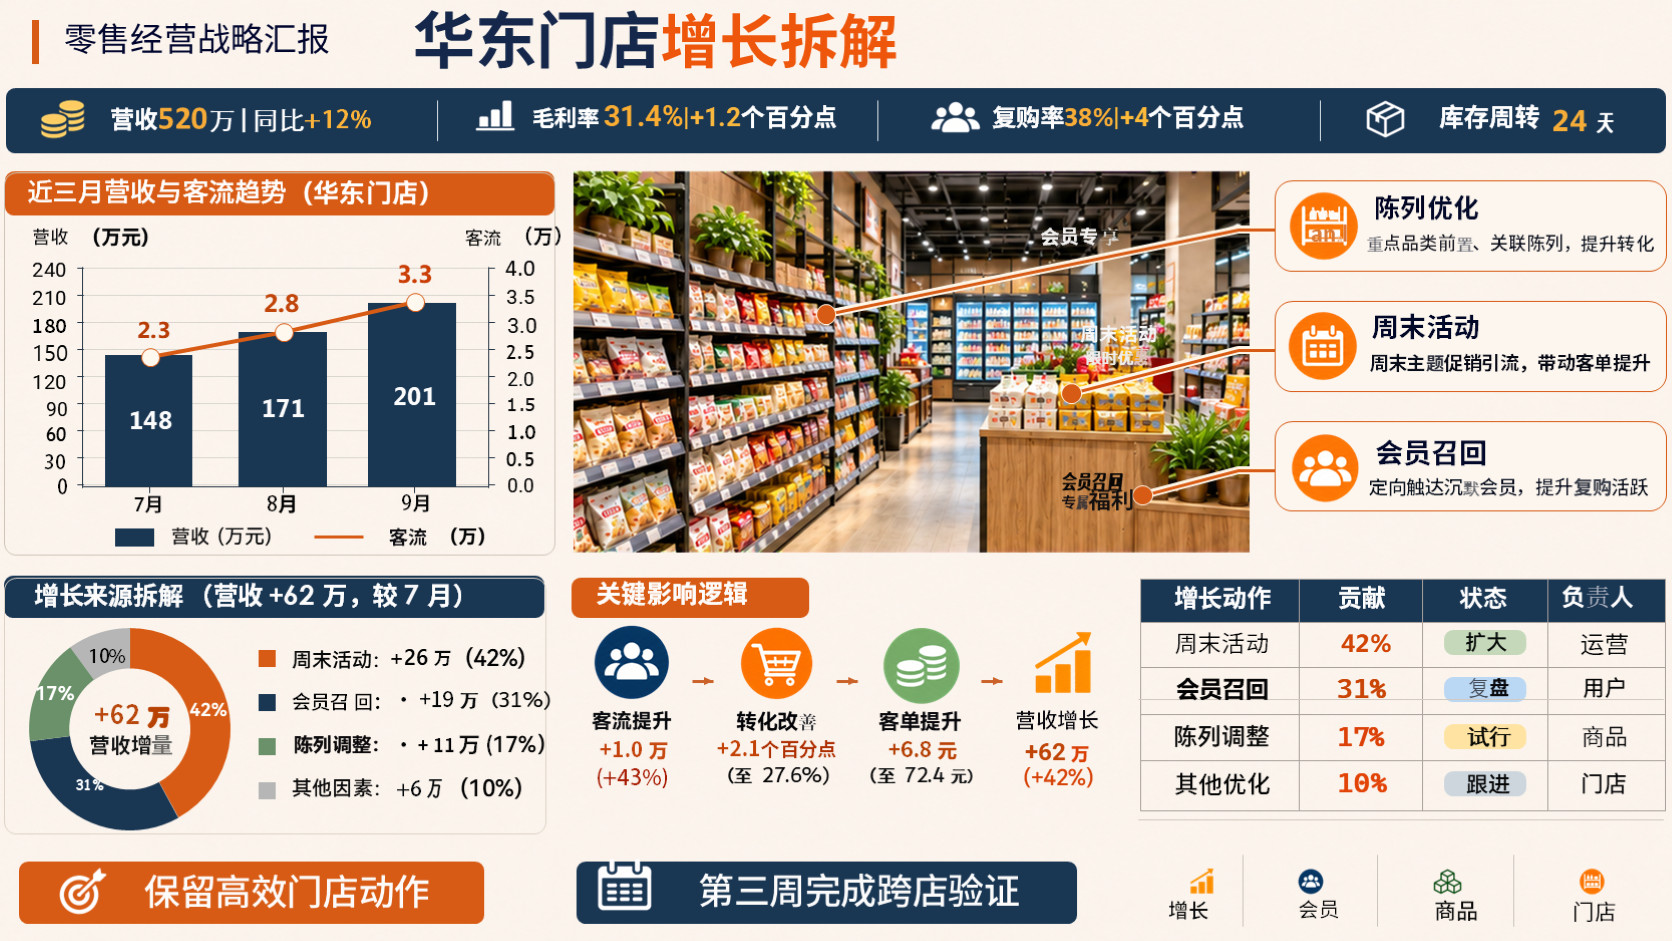 零售经营战略汇报
华东门店增长拆解
营收520万 | 同比+12%
毛利率 31.4%|+1.2个百分点
复购率38%|+4个百分点
库存周转 24 天
近三月营收与客流趋势（华东门店）
营收 （万元）
客流 （万）
240
210
180
150
120
90
60
30
0
4.0
3.5
3.0
2.5
2.0
1.5
1.0
0.5
0.0
2.3
2.8
3.3
148
171
201
7月
8月
9月
营收 (万元)
客流 （万）
会员专享
周末活动
限时优惠
会员召回
专属福利
陈列优化
重点品类前置、关联陈列，提升转化
周末活动
周末主题促销引流，带动客单提升
会员召回
定向触达沉默会员，提升复购活跃
增长来源拆解 （营收 +62 万，较 7 月）
10%
17%
42%
31%
+62 万
营收增量
周末活动：+26 万 (42%)
会员召 回：· +19 万 (31%)
陈列调整：· + 11 万 (17%)
其他因素：+6 万 (10%)
关键影响逻辑
客流提升
+1.0 万
(+43%)
转化改善
+2.1个百分点
(至 27.6%)
客单提升
+6.8 元
(至 72.4 元)
营收增长
+62 万
(+42%)
增长动作 贡献 状态 负责人
周末活动 42% 扩大 运营
会员召回 31% 复盘 用户
陈列调整 17% 试行 商品
其他优化 10% 跟进 门店
保留高效门店动作
第三周完成跨店验证
增长
会员
商品
门店